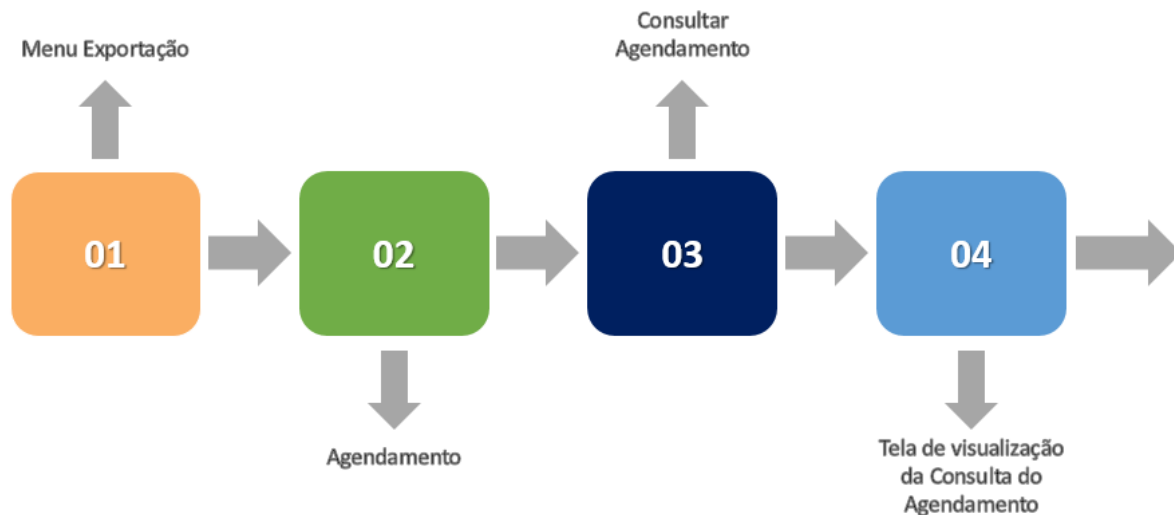 Menu Exportação
Consultar
Agendamento
01
02
03
04
Agendamento
Tela de visualização
da Consulta do
Agendamento